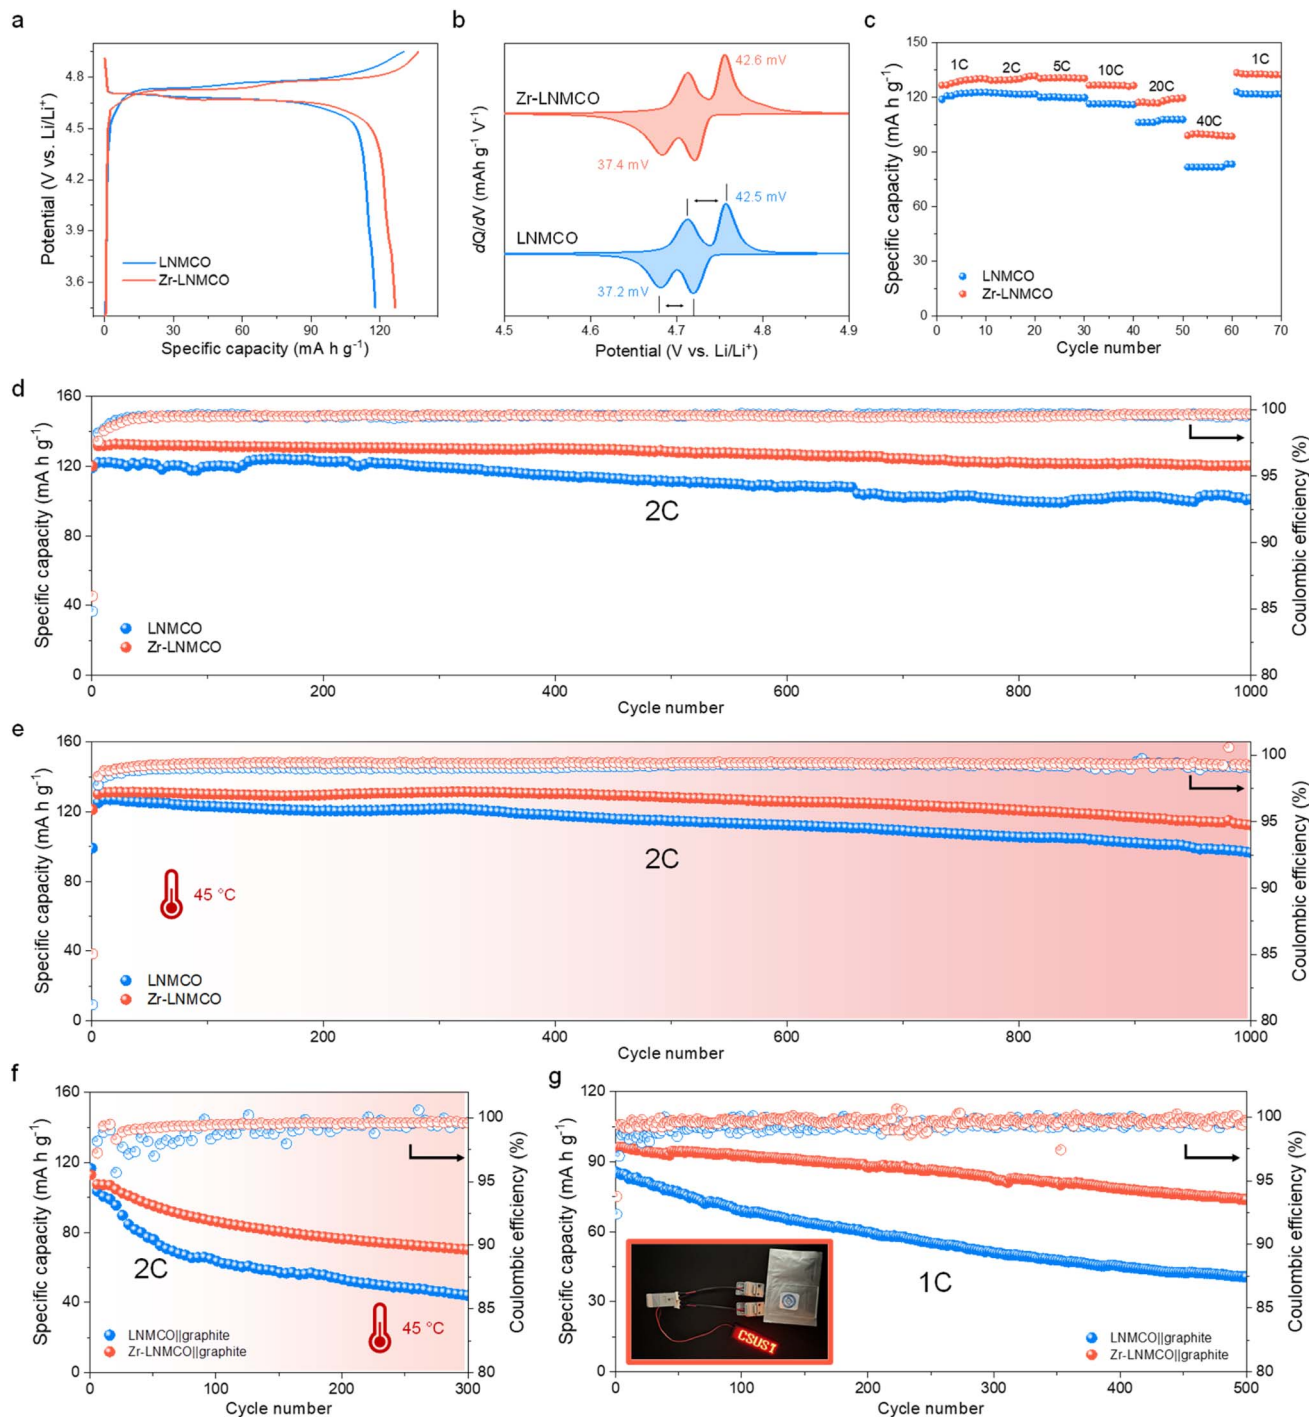 a
Potential (V vs. Li/Li⁺)
4.8
4.5
4.2
3.9
3.6
LNMCO
Zr-LNMCO
0 30 60 90 120
Specific capacity (mA h g⁻¹)
b
dQ/dV (mAh g⁻¹ V⁻¹)
42.6 mV
Zr-LNMCO
37.4 mV
42.5 mV
LNMCO
37.2 mV
4.5 4.6 4.7 4.8 4.9
Potential (V vs. Li/Li⁺)
c
Specific capacity (mA h g⁻¹)
150
120
90
60
30
0
1C 2C 5C 10C 20C 40C 1C
LNMCO
Zr-LNMCO
0 10 20 30 40 50 60 70
Cycle number
d
Specific capacity (mA h g⁻¹)
160
120
80
40
0
2C
LNMCO
Zr-LNMCO
100
95
90
85
80
Coulombic efficiency (%)
0 200 400 600 800 1000
Cycle number
e
Specific capacity (mA h g⁻¹)
160
120
80
40
0
2C
45 °C
LNMCO
Zr-LNMCO
100
95
90
85
80
Coulombic efficiency (%)
0 200 400 600 800 1000
Cycle number
f
Specific capacity (mA h g⁻¹)
160
120
80
40
0
2C
45 °C
LNMCO||graphite
Zr-LNMCO||graphite
100
95
90
85
80
Coulombic efficiency (%)
0 100 200 300
Cycle number
g
Specific capacity (mA h g⁻¹)
120
90
60
30
0
1C
CSUST
LNMCO||graphite
Zr-LNMCO||graphite
100
95
90
85
80
Coulombic efficiency (%)
0 100 200 300 400 500
Cycle number